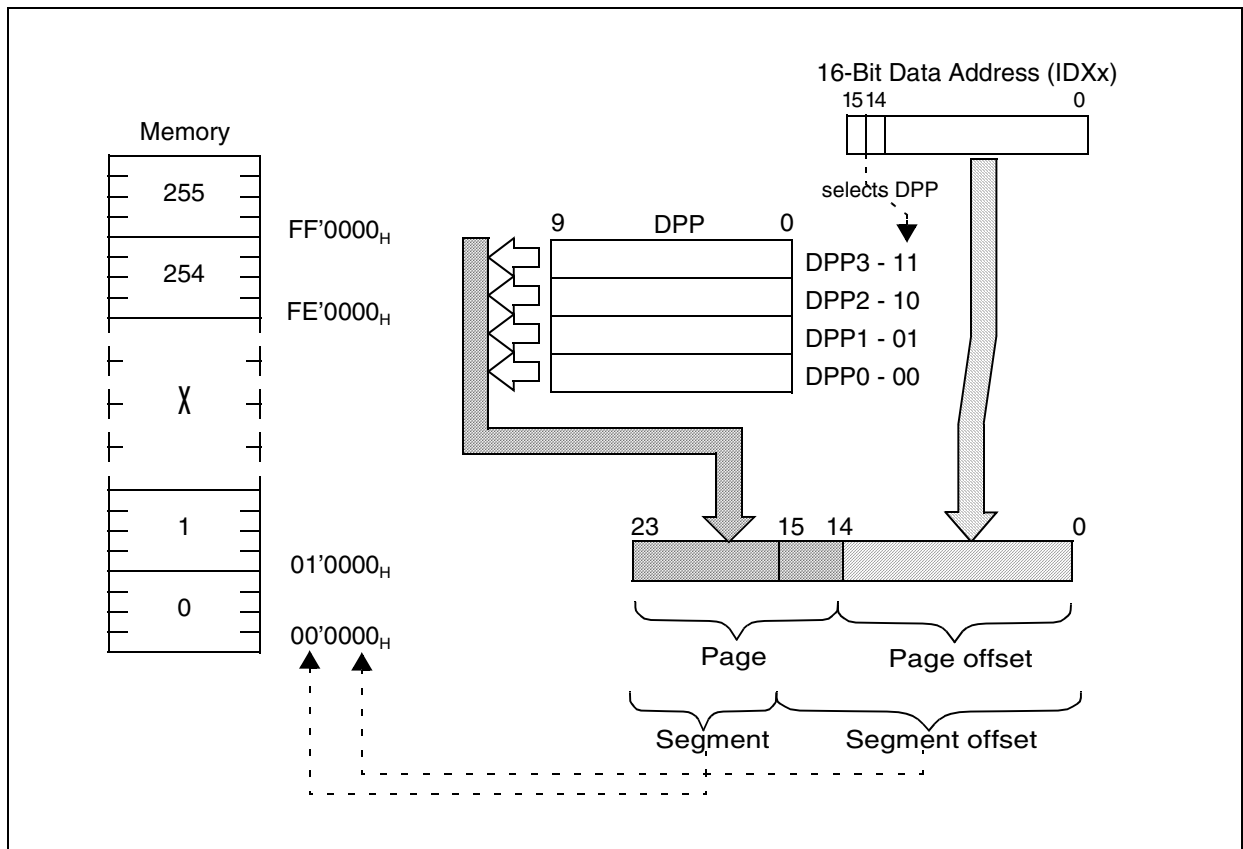 16-Bit Data Address (IDXx)
15 14 0
Memory
255
selects DPP
FF'0000H
9 DPP 0
254
DPP3 - 11
FE'0000H
DPP2 - 10
DPP1 - 01
DPP0 - 00
1
23 15 14 0
01'0000H
0
00'0000H
Page Page offset
Segment Segment offset